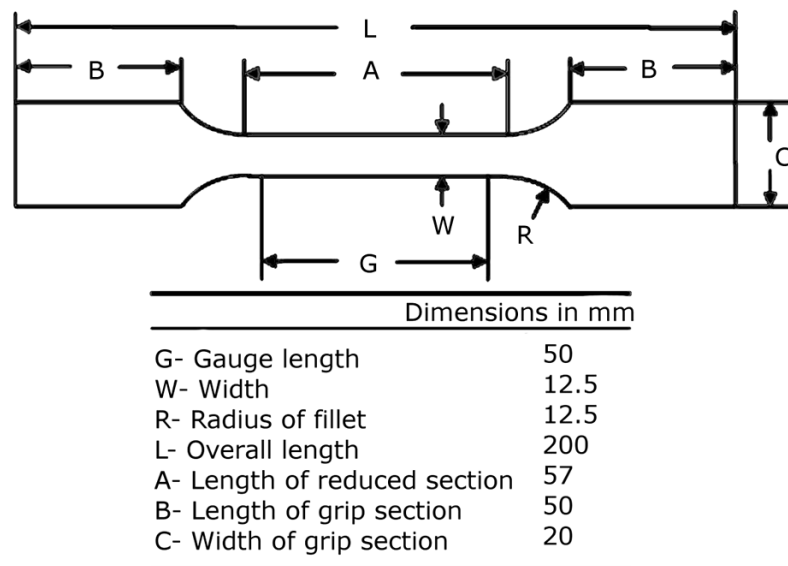 L
B
A
B
C
W
R
G
Dimensions in mm
G- Gauge length 50
W- Width 12.5
R- Radius of fillet 12.5
L- Overall length 200
A- Length of reduced section 57
B- Length of grip section 50
C- Width of grip section 20